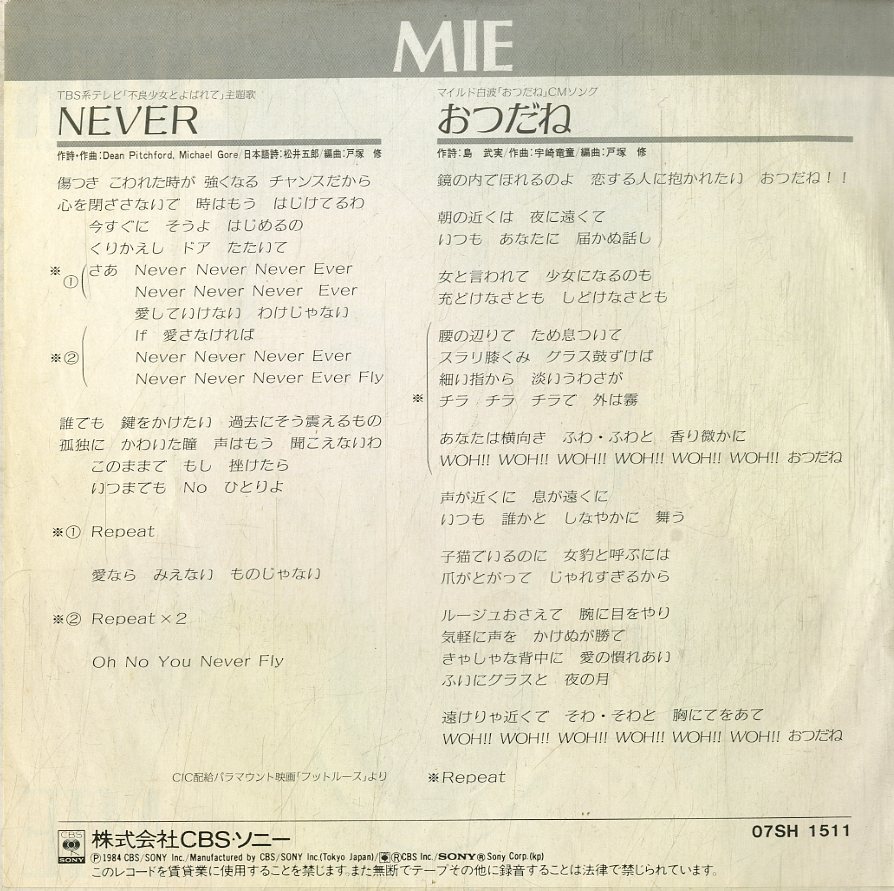 MIE
TBS系テレビ「不良少女とよばれて」主題歌
NEVER
作詩・作曲：Dean Pitchford, Michael Gore/日本語詩：松井五郎/編曲：戸塚 修
傷つき こわれた時が 強くなる チャンスだから
心を閉ざさないで 時はもう はじけてるわ
今すぐに そうよ はじめるの
くりかえし ドア たたいて
※① さあ Never Never Never Ever
Never Never Never Ever
愛していけない わけじゃない
If 愛さなければ
※② Never Never Never Ever
Never Never Never Ever Fly
誰でも 鍵をかけたい 過去にそう震えるもの
孤独に かわいた瞳 声はもう 聞こえないわ
このままで もし 挫けたら
いつまでも No ひとりよ
※① Repeat
愛なら みえない ものじゃない
※② Repeat×2
Oh No You Never Fly
CIC配給パラマウント映画「フットルース」より
マイルド白波「おつだね」CMソング
おつだね
作詩：島 武実/作曲：宇崎竜童/編曲：戸塚 修
鏡の内でほれるのよ 恋する人に抱かれたい おつだね！！
朝の近くは 夜に遠くて
いつも あなたに 届かぬ話し
女と言われて 少女になるのも
充どけなさとも しどけなさとも
※
腰の辺りで ため息ついて
スラリ膝くみ グラス鼓ずけば
細い指から 淡いうわさが
チラ チラ チラで 外は霧
あなたは横向き ふわ・ふわと 香り微かに
WOH!! WOH!! WOH!! WOH!! WOH!! WOH!! おつだね
声が近くに 息が遠くに
いつも 誰かと しなやかに 舞う
子猫でいるのに 女豹と呼ぶには
爪がとがって じゃれすぎるから
ルージュおさえて 腕に目をやり
気軽に声を かけぬが勝て
きゃしゃな背中に 愛の慣れあい
ふいにグラスと 夜の月
遠けりゃ近くで そわ・そわと 胸にてをあて
WOH!! WOH!! WOH!! WOH!! WOH!! WOH!! おつだね
※Repeat
CBS
SONY
株式会社CBS・ソニー
07SH 1511
Ⓟ1984 CBS/SONY Inc./Manufactured by CBS/SONY Inc.(Tokyo Japan)/ⓇCBS Inc./SONY Ⓡ Sony Corp.(kp)
このレコードを賃貸業に使用することを禁じます。また無断でテープその他に録音することは法律で禁じられています。